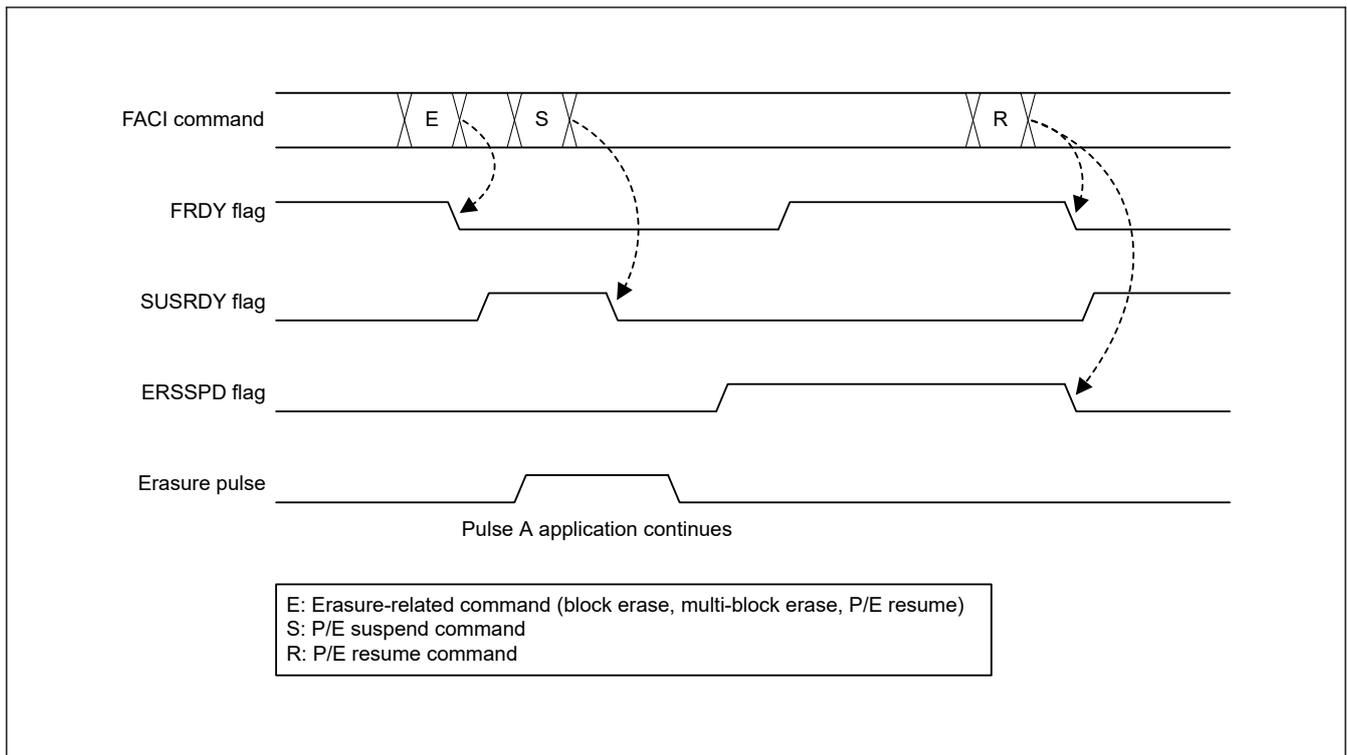 FACI command
E
S
R
FRDY flag
SUSRDY flag
ERSSPD flag
Erasure pulse
Pulse A application continues
E: Erasure-related command (block erase, multi-block erase, P/E resume)
S: P/E suspend command
R: P/E resume command